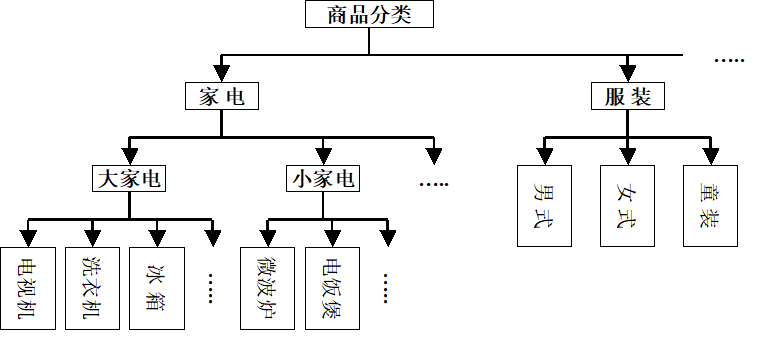 商品分类
…..
家 电
服 装
大家电
小家电
…..
男 式
女 式
童 装
电视机
洗衣机
冰 箱
…..
微波炉
电饭煲
…..